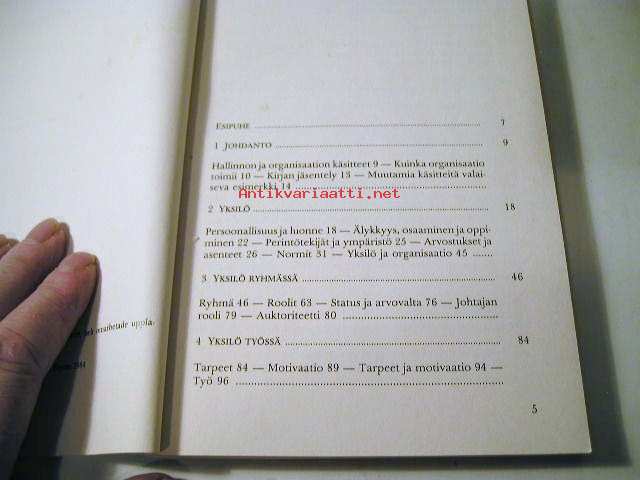 ESIPUHE 7
1 JOHDANTO 9
Hallinnon ja organisaation käsitteet 9 — Kuinka organisaatio
toimii 10 — Kirjan jäsentely 13 — Muutamia käsitteitä valai-
seva esimerkki 14
Antikvariaatti.net
2 YKSILÖ 18
Persoonallisuus ja luonne 18 — Älykkyys, osaaminen ja oppi-
minen 22 — Perintötekijät ja ympäristö 25 — Arvostukset ja
asenteet 26 — Normit 31 — Yksilö ja organisaatio 45
3 YKSILÖ RYHMÄSSÄ 46
Ryhmä 46 — Roolit 63 — Status ja arvovalta 76 — Johtajan
rooli 79 — Auktoriteetti 80
4 YKSILÖ TYÖSSÄ 84
Tarpeet 84 — Motivaatio 89 — Tarpeet ja motivaatio 94 —
Työ 96
5
omarbetade uppla.
1984